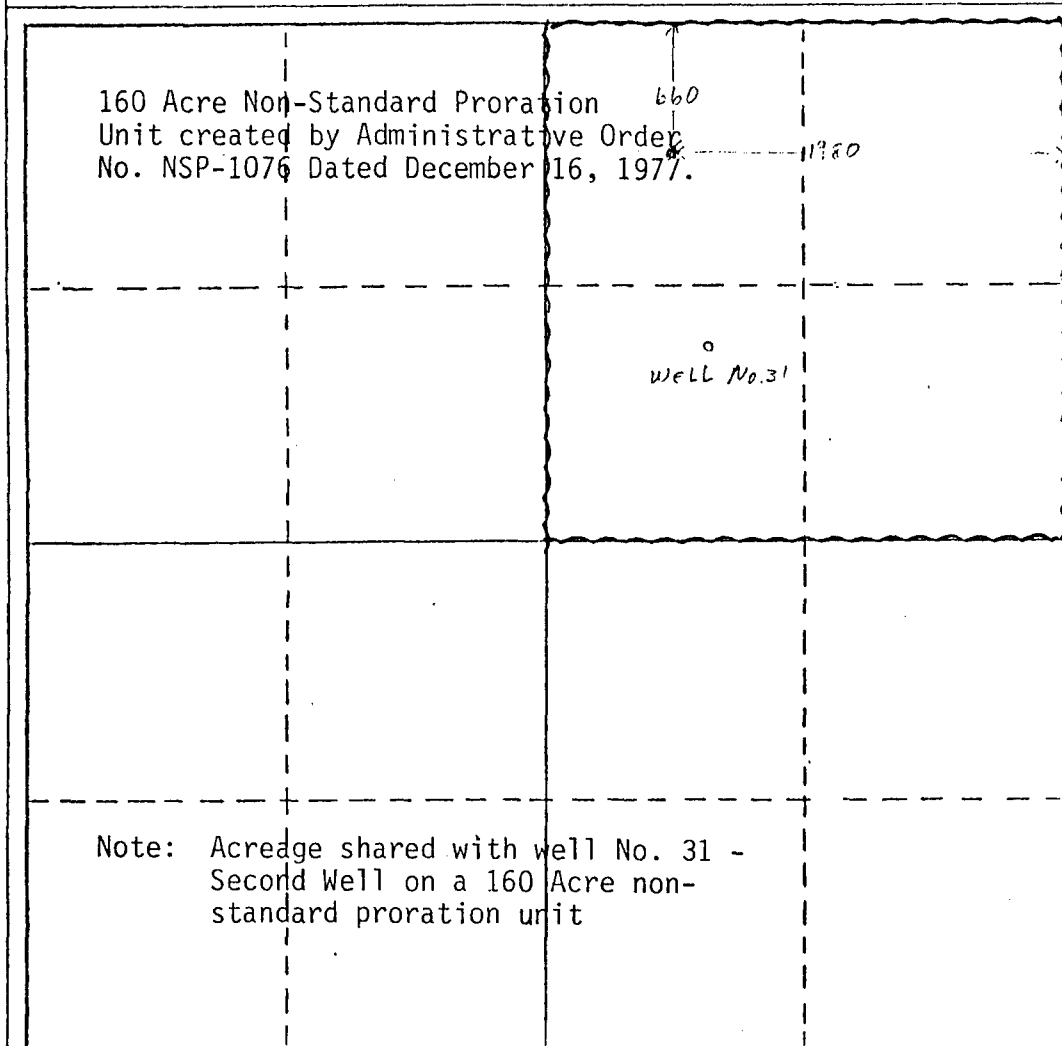 160 Acre Non-Standard Proration
Unit created by Administrative Order
No. NSP-1076 Dated December 16, 1977.
660
1980
WELL No.31
Note: Acreage shared with well No. 31 -
Second Well on a 160 Acre non-
standard proration unit